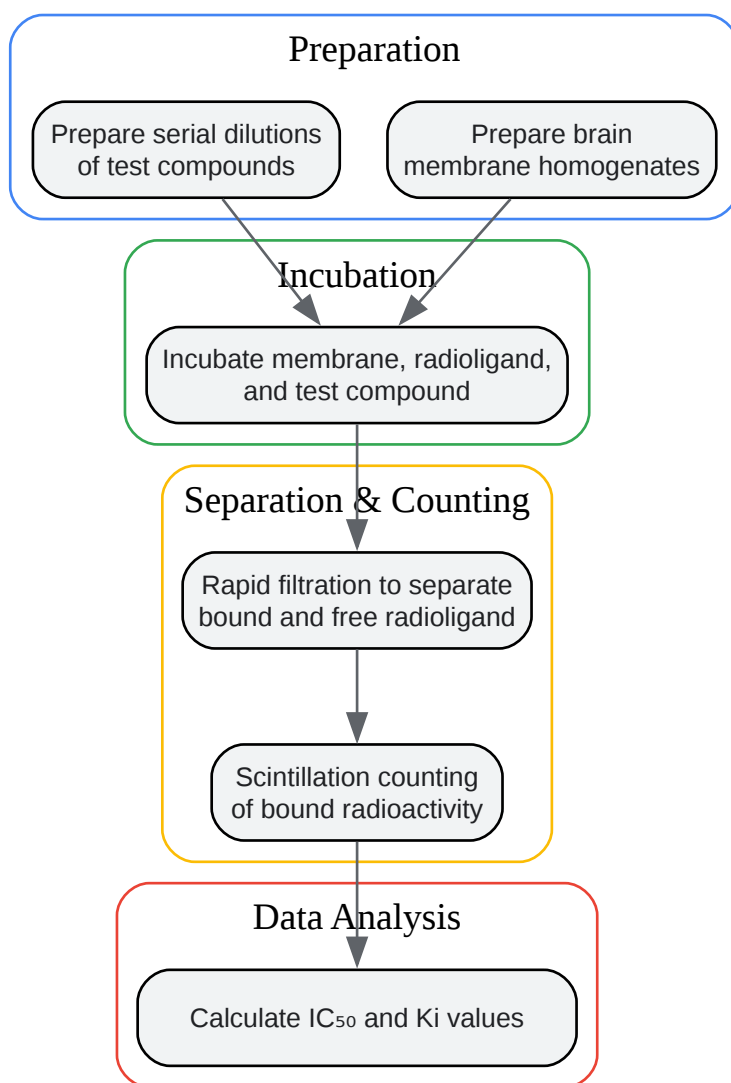 Preparation
Prepare serial dilutions
of test compounds
Prepare brain
membrane homogenates
Incubation
Incubate membrane, radioligand,
and test compound
Separation & Counting
Rapid filtration to separate
bound and free radioligand
Scintillation counting
of bound radioactivity
Data Analysis
Calculate IC₅₀ and Ki values